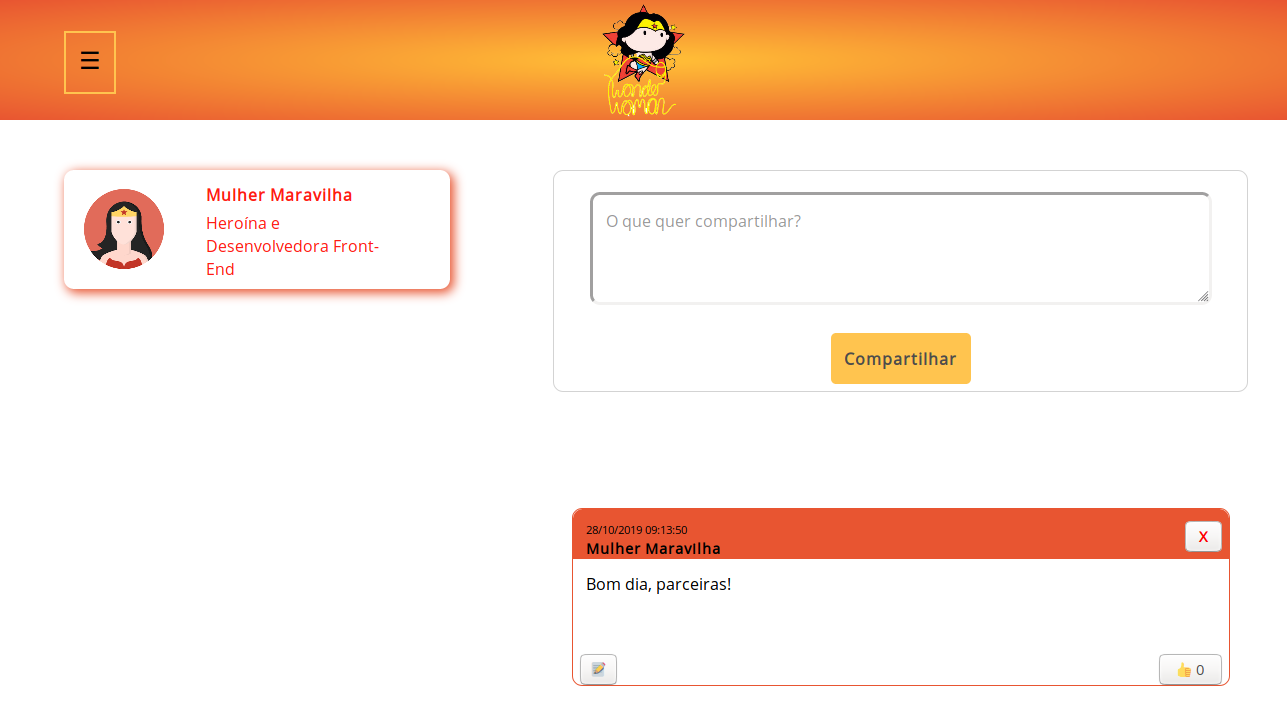 ☰
Wonder
Woman
Mulher Maravilha
Heroína e
Desenvolvedora Front-
End
O que quer compartilhar?
Compartilhar
28/10/2019 09:13:50
Mulher Maravilha
X
Bom dia, parceiras!
0